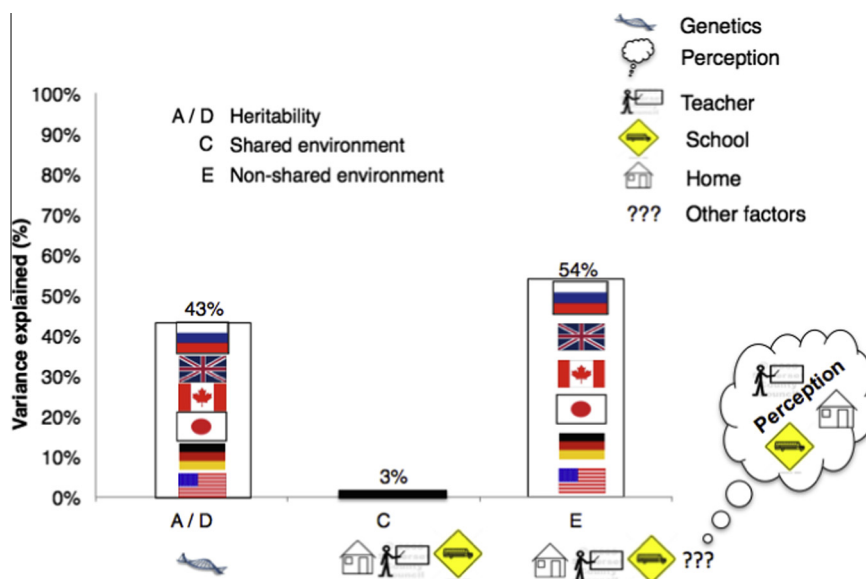 Genetics
Perception
Teacher
School
Home
??? Other factors
A / D Heritability
C Shared environment
E Non-shared environment
Variance explained (%)
100%
90%
80%
70%
60%
50%
40%
30%
20%
10%
0%
43%
3%
54%
A / D
C
E
???
Perception